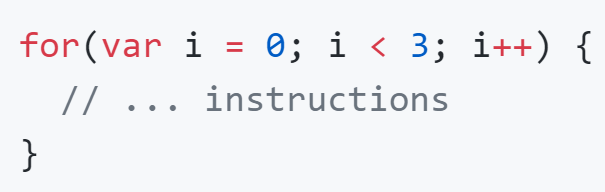 for(var i = 0; i < 3; i++) {
  // ... instructions
}